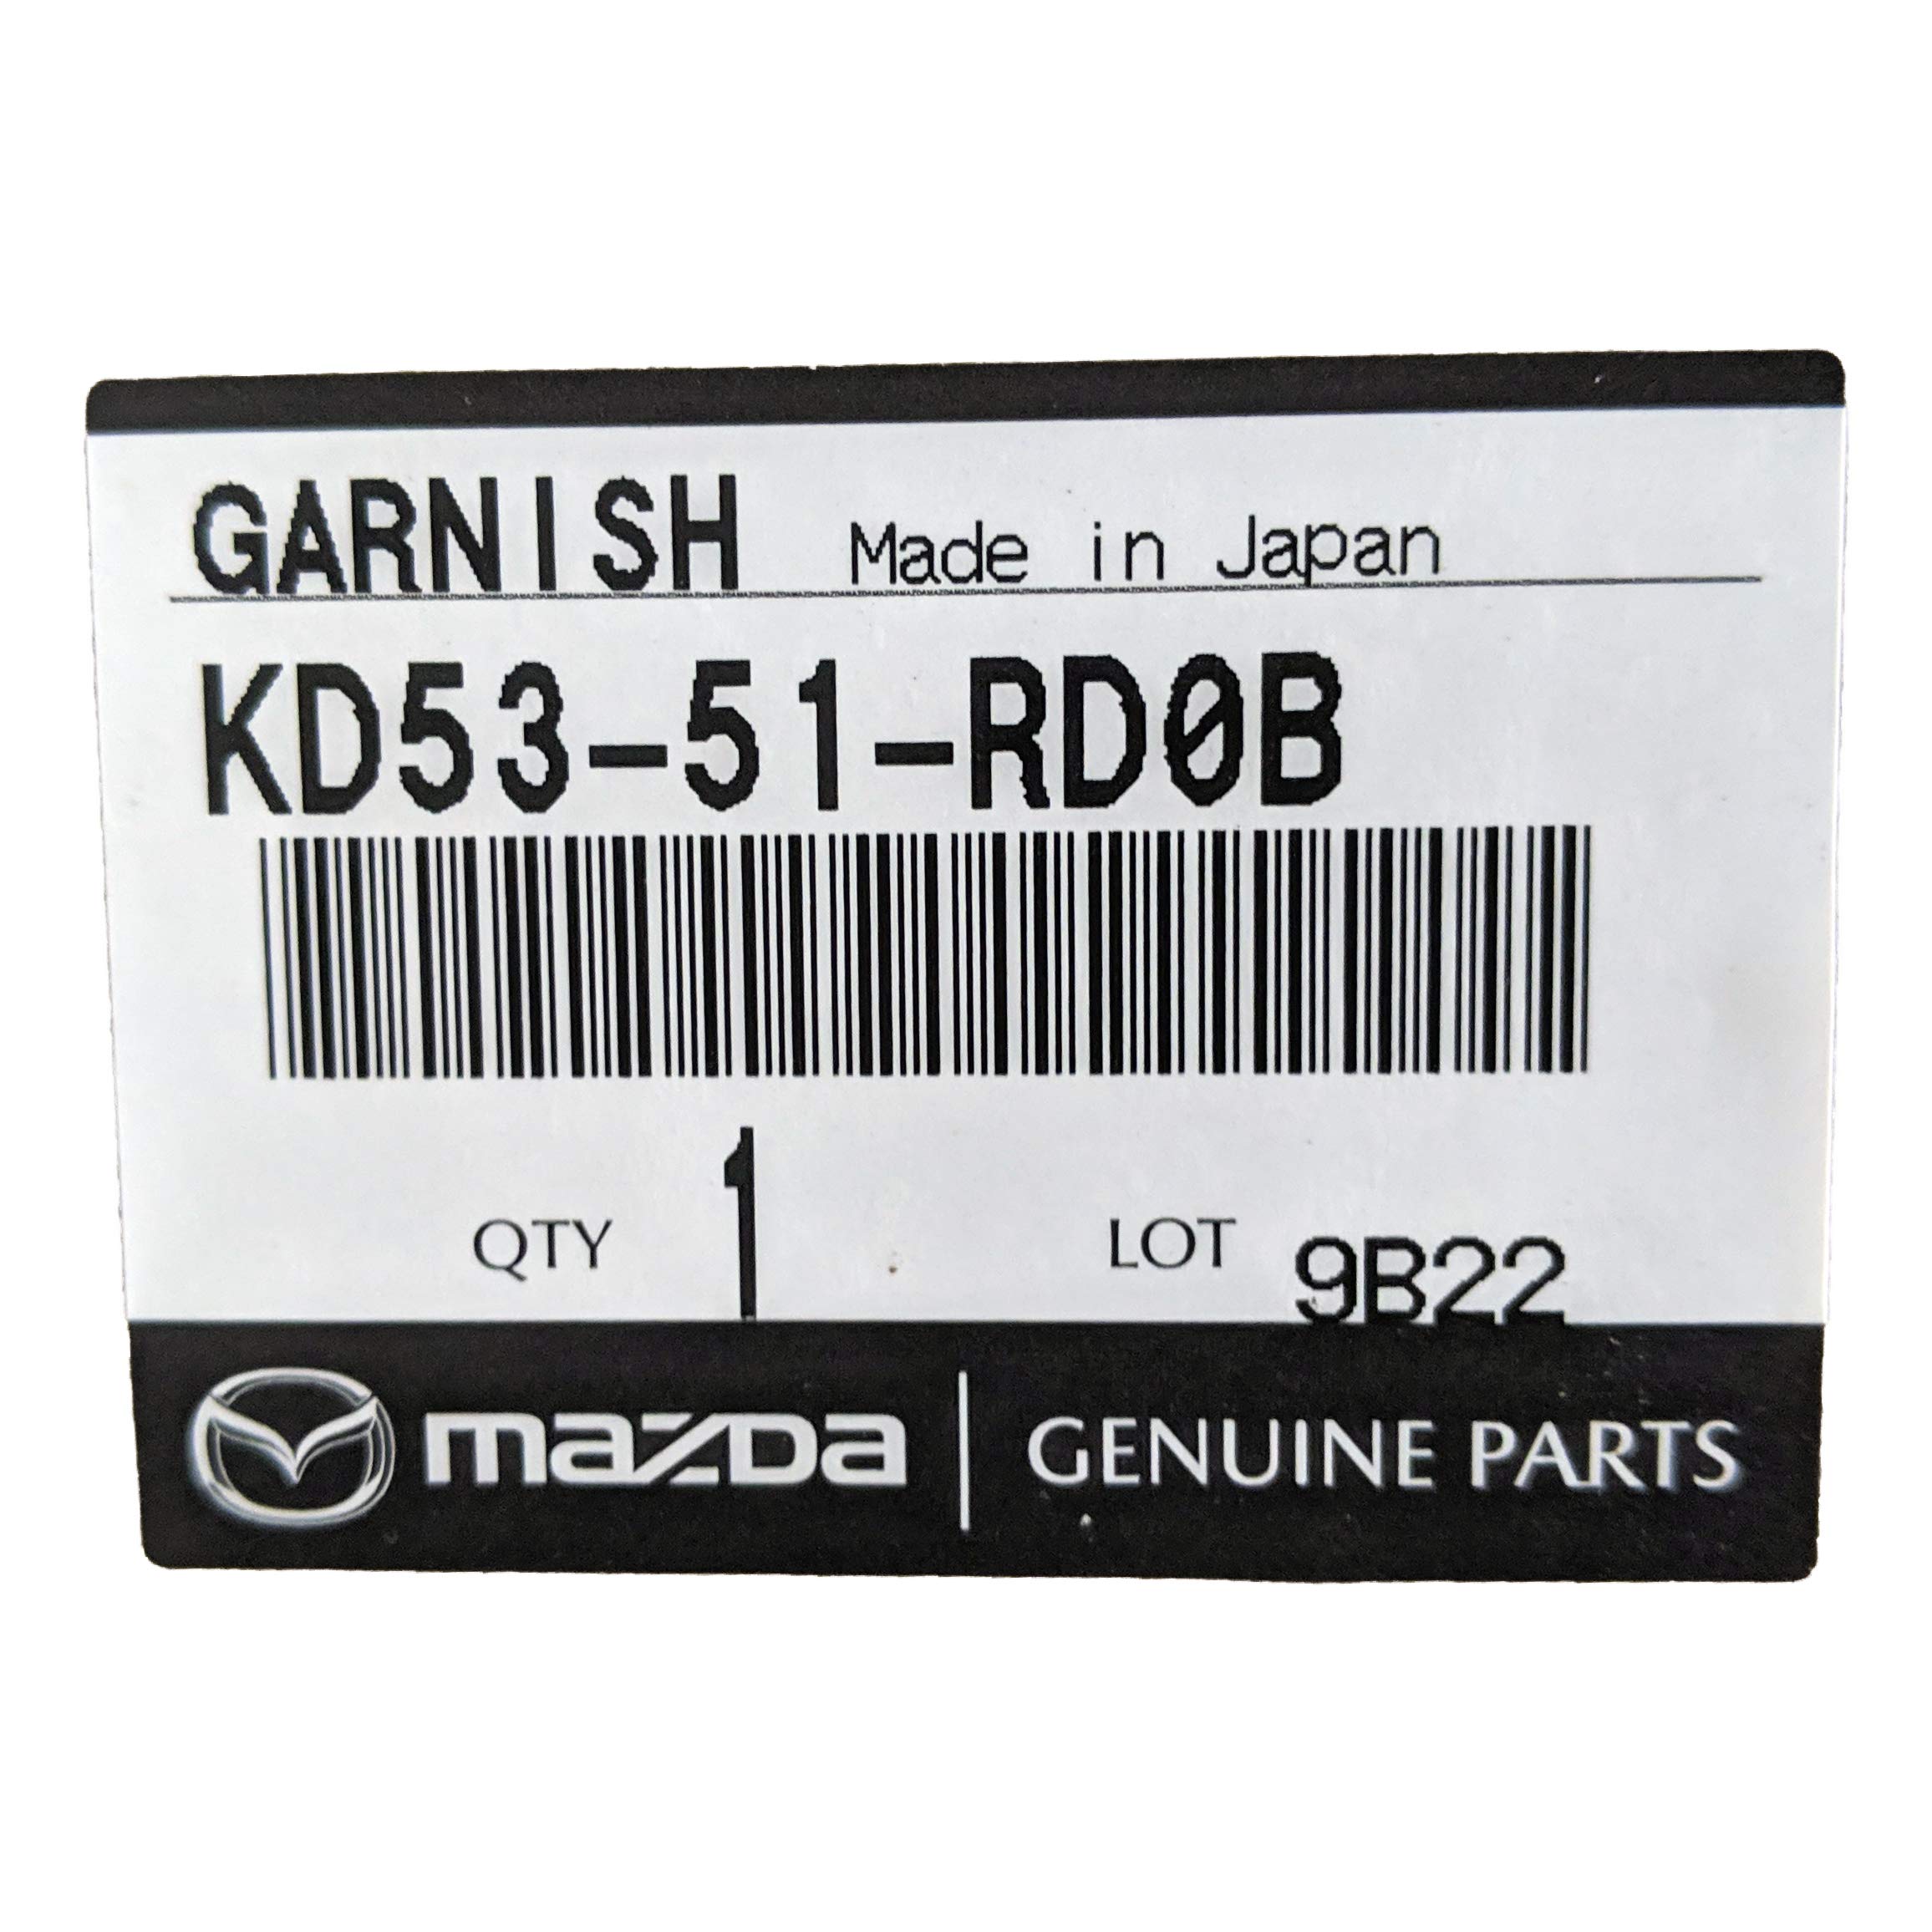 GARNISH Made in Japan
KD53-51-RD0B
QTY 1 LOT 9B22
mazda | GENUINE PARTS